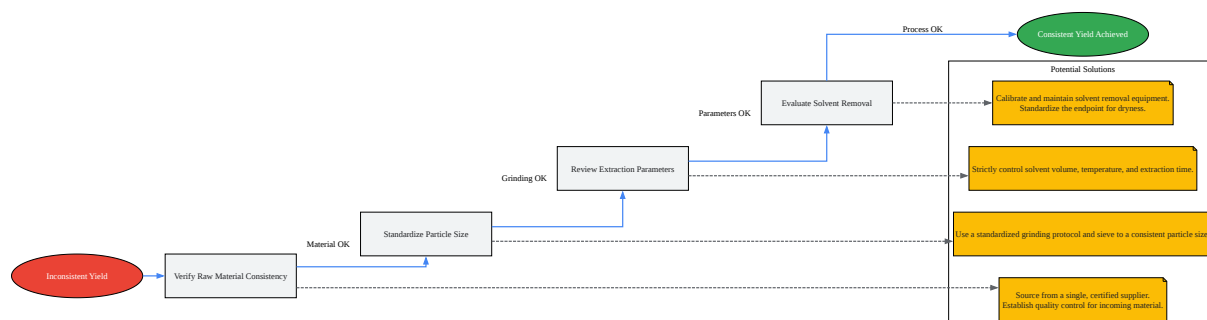 Process OK
Consistent Yield Achieved
Potential Solutions
Evaluate Solvent Removal
Calibrate and maintain solvent removal equipment.
Standardize the endpoint for dryness.
Parameters OK
Review Extraction Parameters
Strictly control solvent volume, temperature, and extraction time.
Grinding OK
Standardize Particle Size
Use a standardized grinding protocol and sieve to a consistent particle size
Material OK
Inconsistent Yield
Verify Raw Material Consistency
Source from a single, certified supplier.
Establish quality control for incoming material.